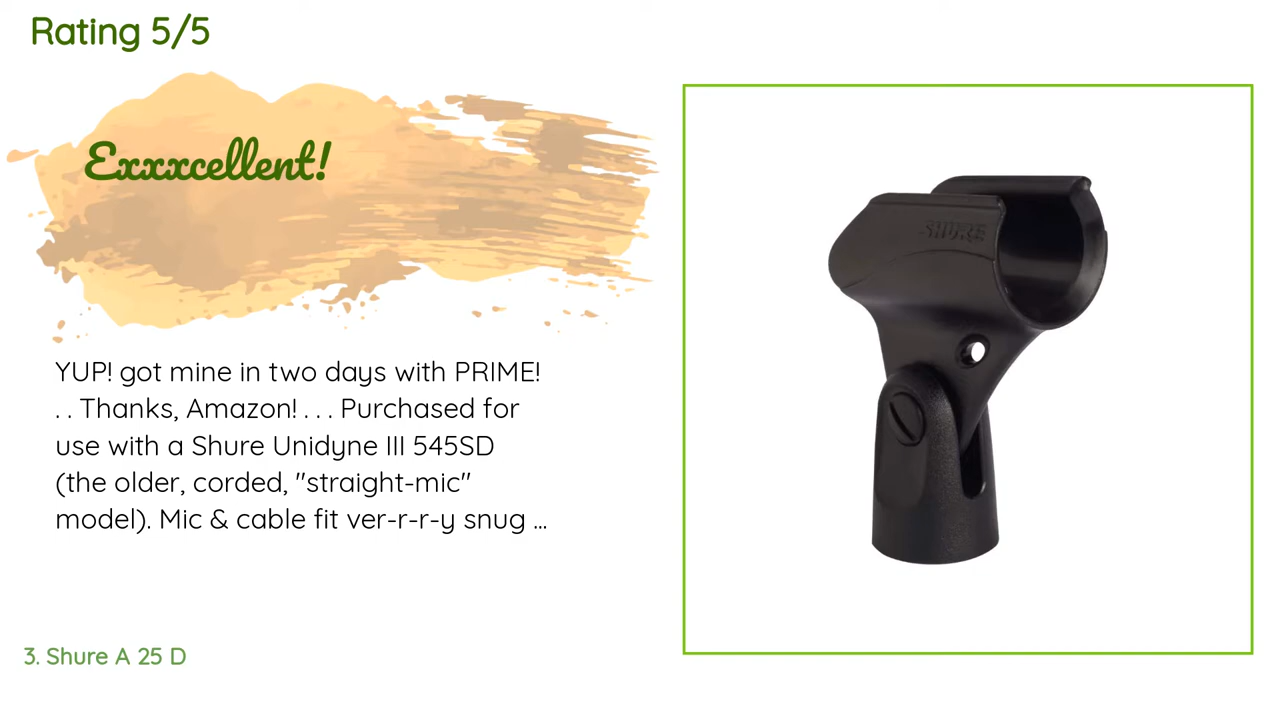 Rating 5/5
Exxxcellent!
YUP! got mine in two days with PRIME!
. . Thanks, Amazon! . . . Purchased for
use with a Shure Unidyne III 545SD
(the older, corded, "straight-mic"
model). Mic & cable fit ver-r-r-y snug ...
SHURE
3. Shure A 25 D